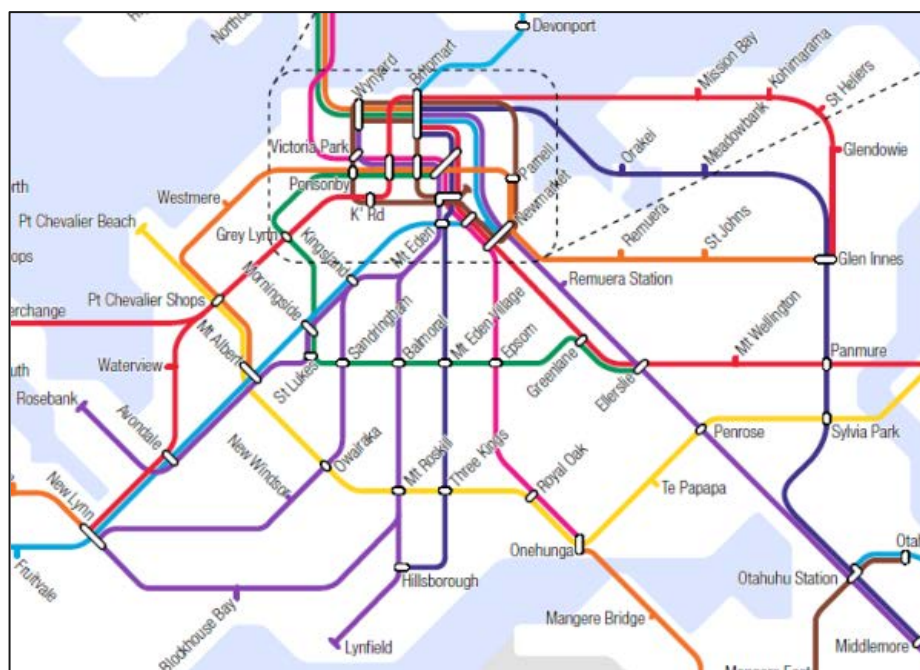 Devonport
Wynyard
Britomart
Mission Bay
Kohimarama
St Heliers
Victoria Park
Parnell
Orakei
Meadowbank
Glendowie
Westmere
Ponsonby
K' Rd
Newmarket
Pt Chevalier Beach
Grey Lynn
Kingsland
Mt Eden
Remuera
St Johns
Glen Innes
Remuera Station
Morningside
Pt Chevalier Shops
erchange
Mt Albert
St Lukes
Sandringham
Balmoral
Mt Eden Village
Epsom
Greenlane
Ellerslie
Mt Wellington
Panmure
Waterview
Rosebank
Avondale
New Windsor
Owairaka
Mt Roskill
Three Kings
Royal Oak
Penrose
Sylvia Park
Te Papapa
New Lynn
Onehunga
Fruitvale
Hillsborough
Otahuhu Station
Mangere Bridge
Blockhouse Bay
Lynfield
Middlemore